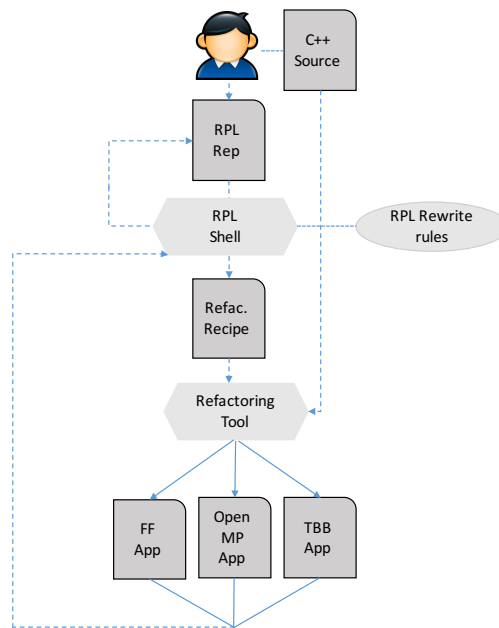 C++
Source
RPL
Rep
RPL
Shell
RPL Rewrite
rules
Refac.
Recipe
Refactoring
Tool
FF
App
Open
MP
App
TBB
App